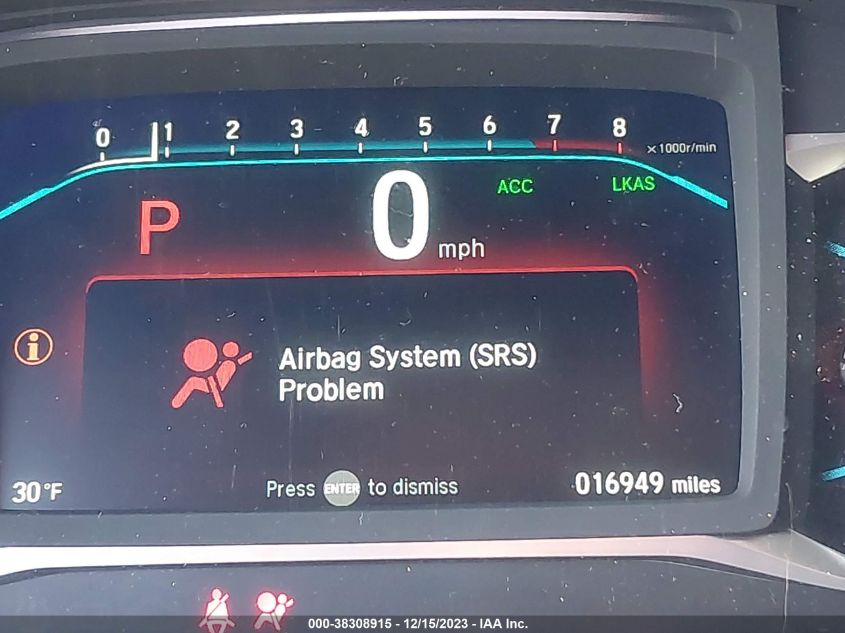 0 1 2 3 4 5 6 7 8 ×1000r/min
P 0 mph ACC LKAS
i
Airbag System (SRS)
Problem
30°F Press ENTER to dismiss 016949 miles
000-38308915 - 12/15/2023 - IAA Inc.